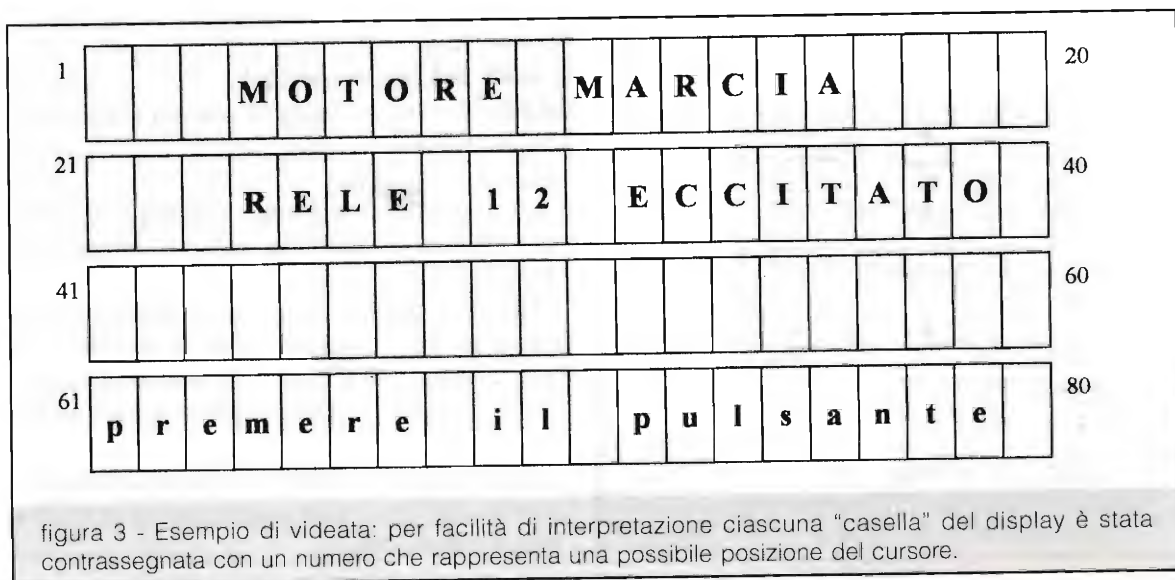 1 MOTORE MARCIA 20
21 RELE 12 ECCITATO 40
41 60
61 premere il pulsante 80
figura 3 - Esempio di videata: per facilità di interpretazione ciascuna "casella" del display è stata
contrassegnata con un numero che rappresenta una possibile posizione del cursore.